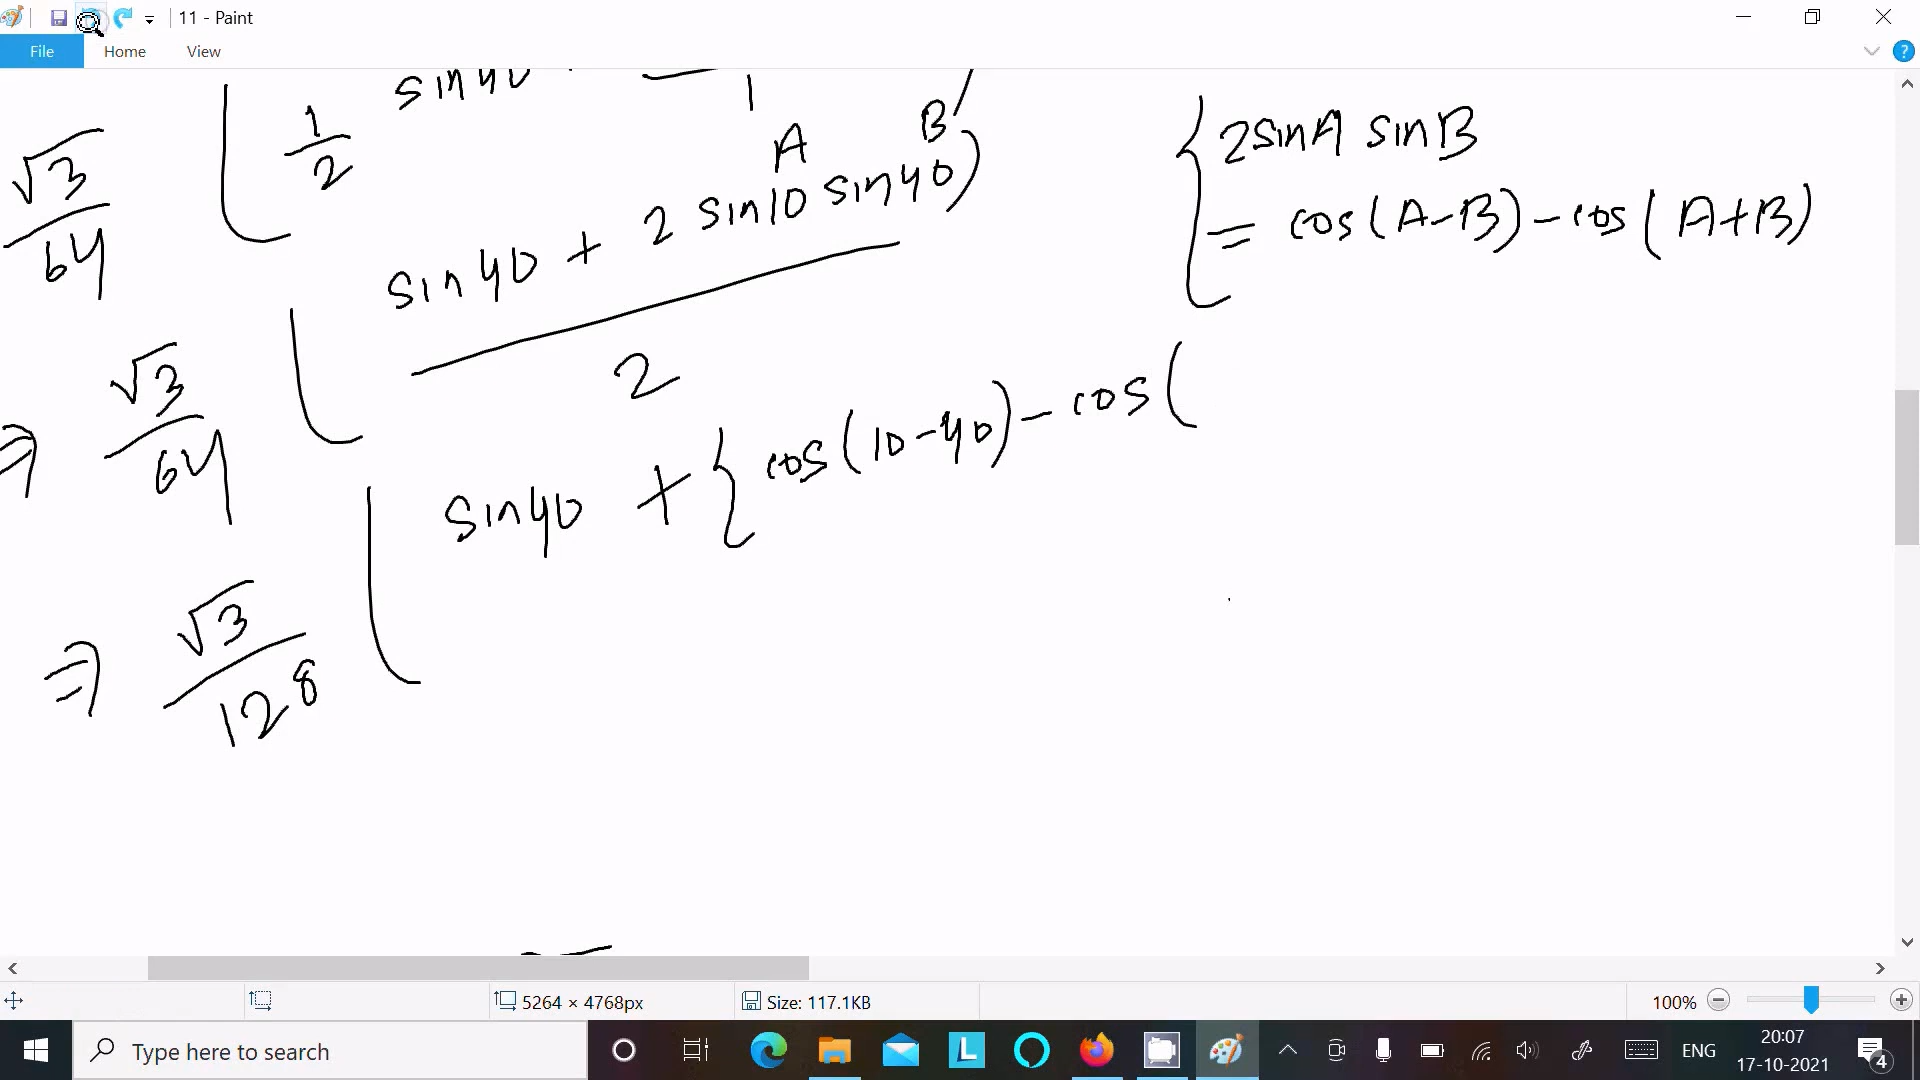 11 - Paint
File Home View
sin40
1
√3/64 ( 1/2
A B
sin40 + 2 sin10 sin40)
2
{ 2sinA sinB
= cos(A-B) - cos(A+B)
⇒ √3/64 (
sin40 + { cos(10-40) - cos(
⇒ √3/128 (
5264 × 4768px Size: 117.1KB 100%
Type here to search
L
ENG
20:07
17-10-2021
4